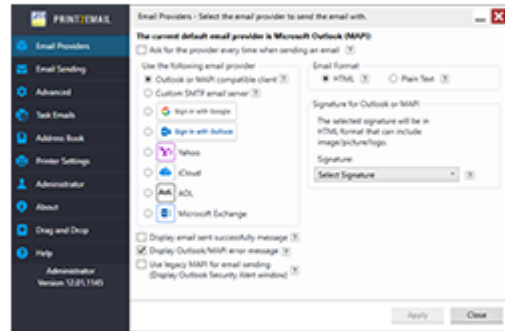 PRINT2EMAIL
Email Providers
Email Sending
Advanced
Task Emails
Address Book
Printer Settings
Administrator
About
Drag and Drop
Help
Administrator
Version 12.01.1145
Email Providers - Select the email provider to send the email with.
The current default email provider is Microsoft Outlook (MAPI)
Ask for the provider every time when sending an email ?
Use the following email provider
Outlook or MAPI compatible client ?
Custom SMTP email server ?
Sign in with Google
Sign in with Outlook
Yahoo
iCloud
Aol. AOL
Microsoft Exchange
Display email sent successfully message ?
Display Outlook/MAPI error message ?
Use legacy MAPI for email sending
(Display Outlook Security Alert window) ?
Email Format
HTML ? Plain Text ?
Signature for Outlook or MAPI
The selected signature will be in
HTML format that can include
image/picture/logo.
Signature:
Select Signature ?
Apply Close